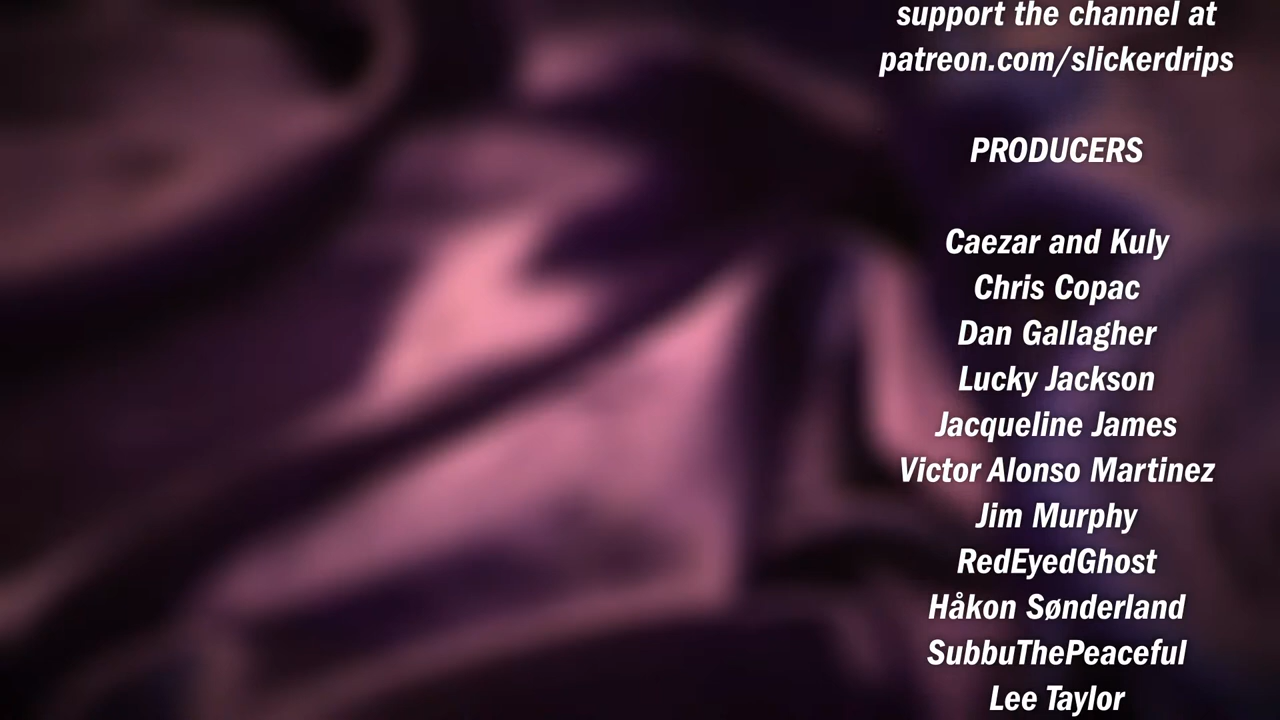 support the channel at
patreon.com/slickerdrips
PRODUCERS
Caezar and Kuly
Chris Copac
Dan Gallagher
Lucky Jackson
Jacqueline James
Victor Alonso Martinez
Jim Murphy
RedEyedGhost
Håkon Sønderland
SubbuThePeaceful
Lee Taylor